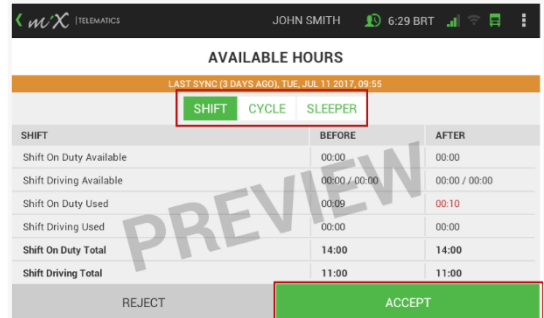 miX TELEMATICS JOHN SMITH 6:29 BRT
AVAILABLE HOURS
LAST SYNC (3 DAYS AGO), TUE, JUL 11 2017, 09:55
SHIFT CYCLE SLEEPER
SHIFT BEFORE AFTER
Shift On Duty Available 00:00 00:00
Shift Driving Available 00:00 / 00:00 00:00 / 00:00
Shift On Duty Used 00:09 00:10
Shift Driving Used 00:00 00:00
Shift On Duty Total 14:00 14:00
Shift Driving Total 11:00 11:00
PREVIEW
REJECT ACCEPT